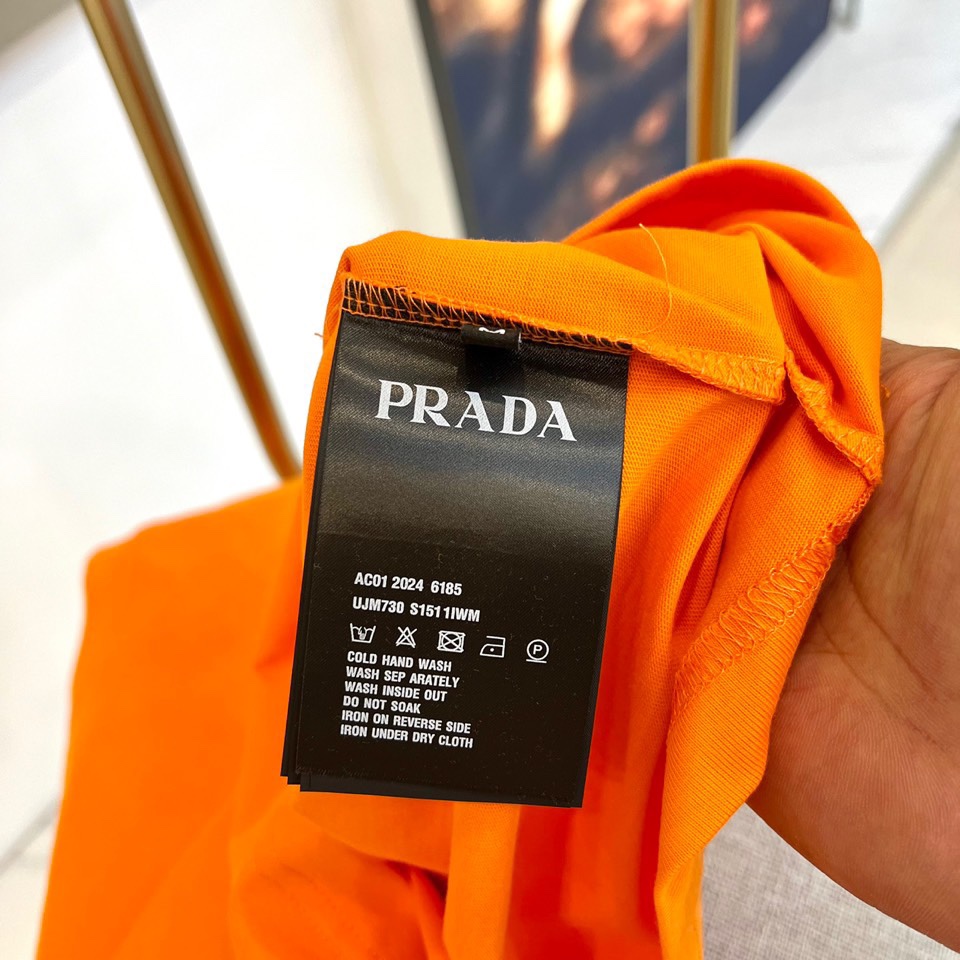 PRADA
AC01 2024 6185
UJM730 S1511IWM
P
COLD HAND WASH
WASH SEP ARATELY
WASH INSIDE OUT
DO NOT SOAK
IRON ON REVERSE SIDE
IRON UNDER DRY CLOTH